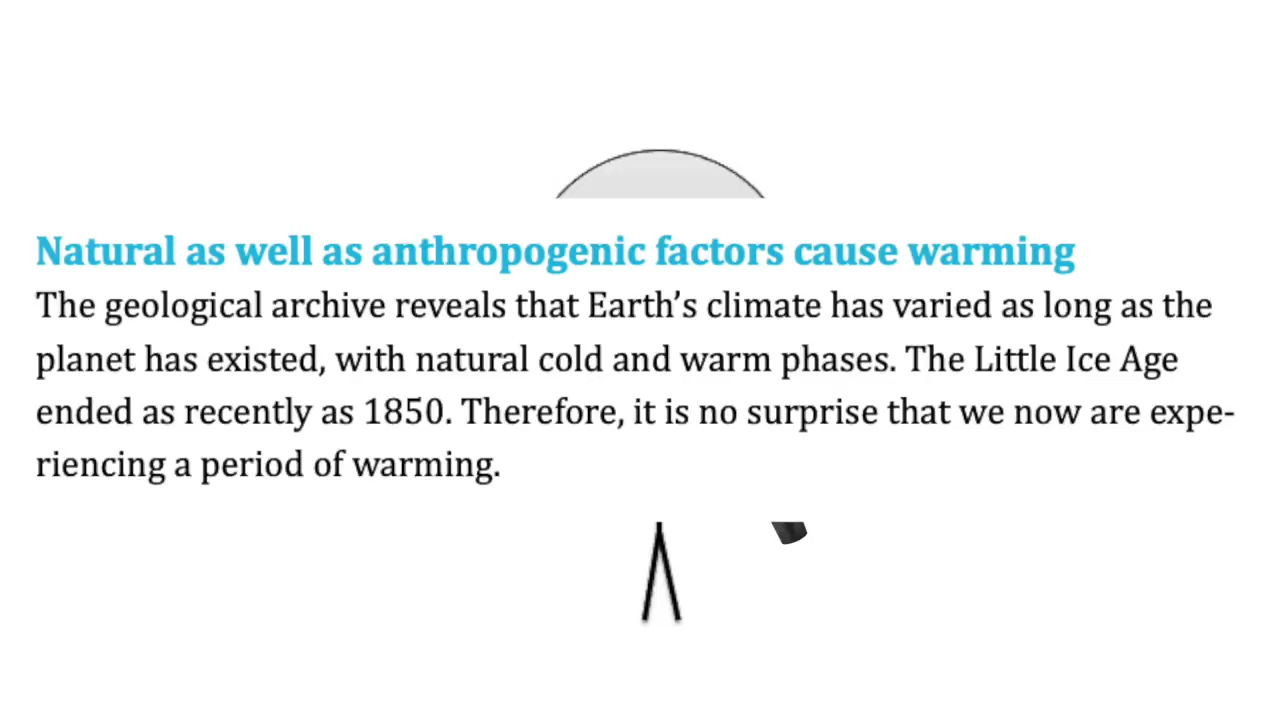 Natural as well as anthropogenic factors cause warming
The geological archive reveals that Earth’s climate has varied as long as the
planet has existed, with natural cold and warm phases. The Little Ice Age
ended as recently as 1850. Therefore, it is no surprise that we now are expe-
riencing a period of warming.